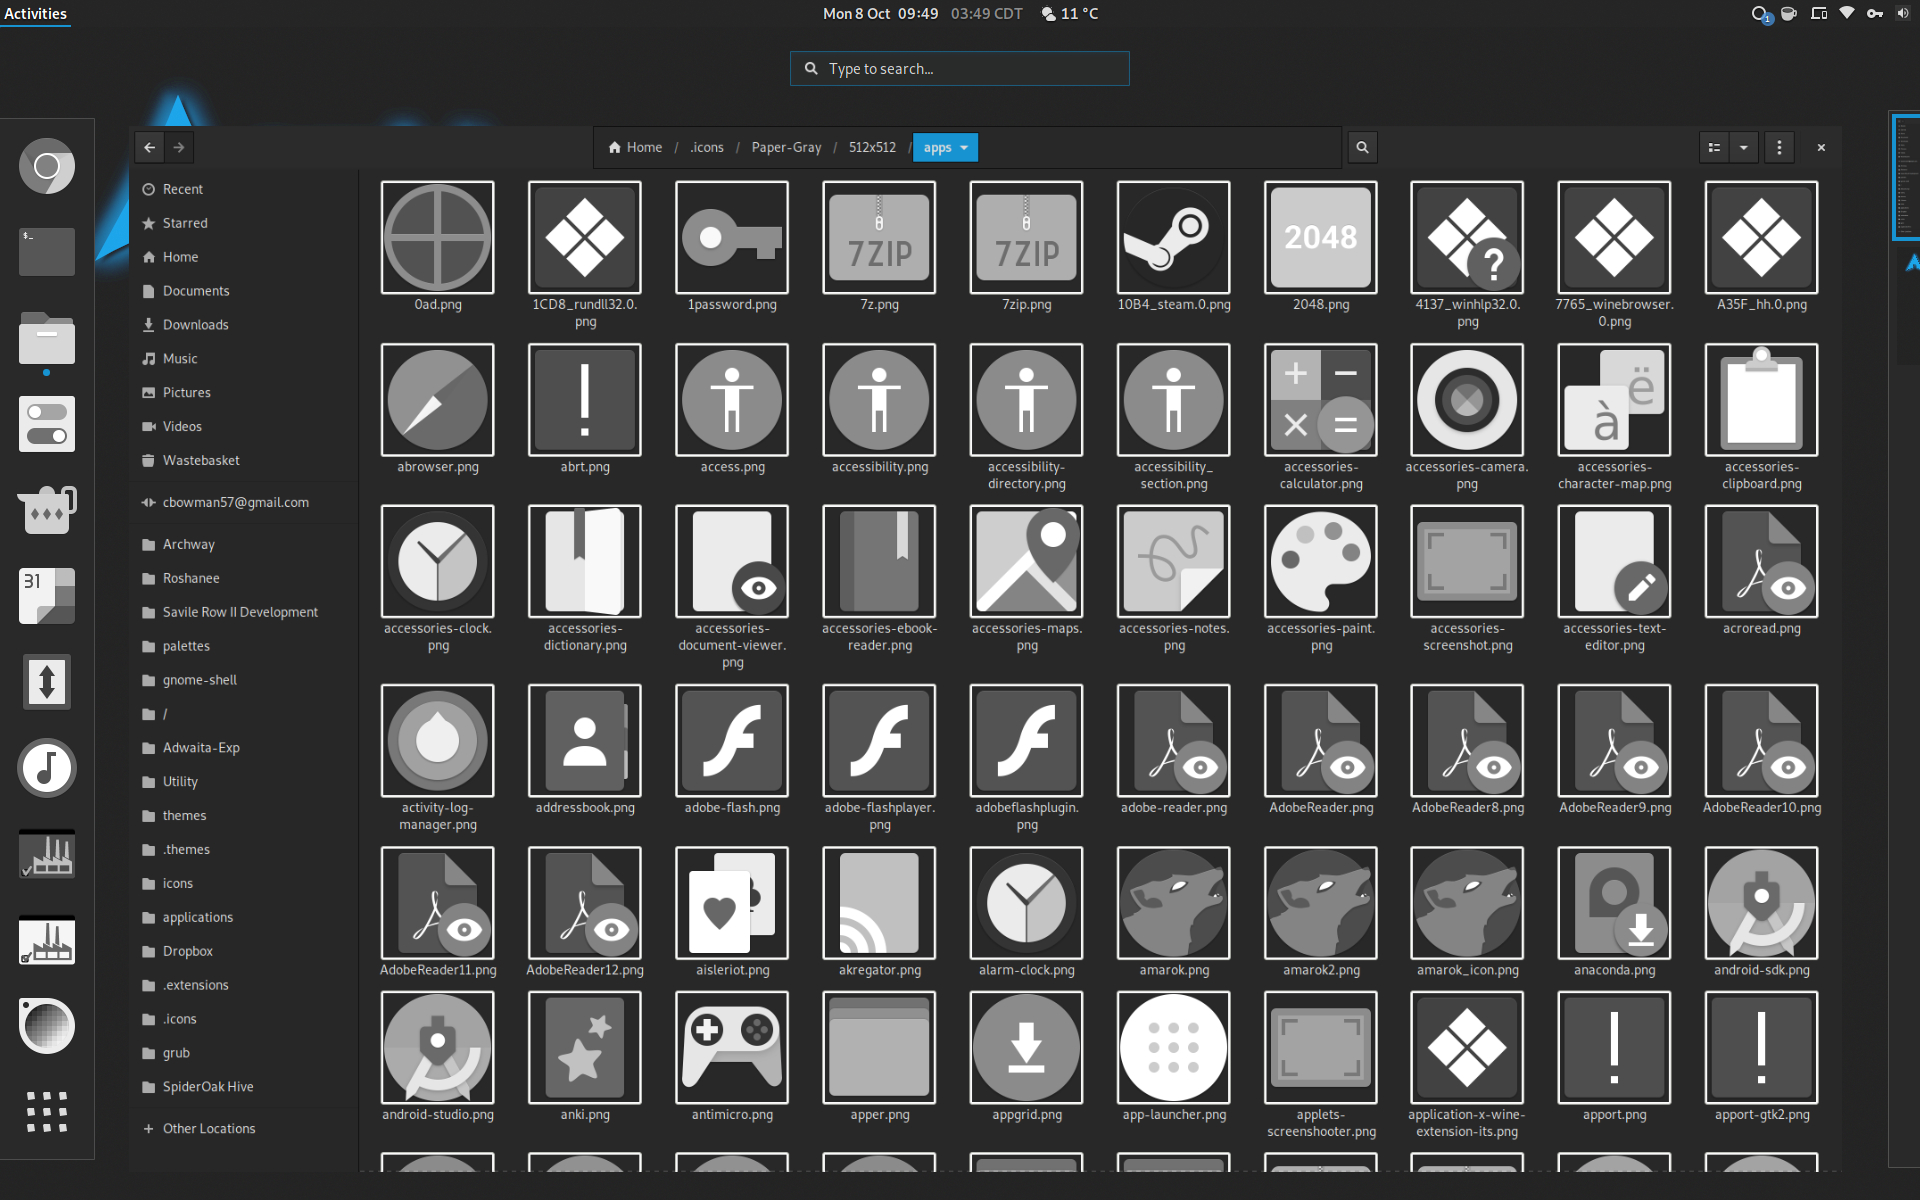 Activities
Mon 8 Oct 09:49 03:49 CDT 11 °C
1
Type to search...
Home / .icons / Paper-Gray / 512x512 / apps
Recent
Starred
Home
Documents
Downloads
Music
Pictures
Videos
Wastebasket
cbowman57@gmail.com
Archway
Roshanee
Savile Row II Development
palettes
gnome-shell
/
Adwaita-Exp
Utility
themes
.themes
icons
applications
Dropbox
.extensions
.icons
grub
SpiderOak Hive
+ Other Locations
$_
31
7ZIP
7ZIP
2048
?
0ad.png
1CD8_rundll32.0.
png
1password.png
7z.png
7zip.png
10B4_steam.0.png
2048.png
4137_winhlp32.0.
png
7765_winebrowser.
0.png
A35F_hh.0.png
!
+ −
× =
ë
à
abrowser.png
abrt.png
access.png
accessibility.png
accessibility-
directory.png
accessibility_
section.png
accessories-
calculator.png
accessories-camera.
png
accessories-
character-map.png
accessories-
clipboard.png
accessories-clock.
png
accessories-
dictionary.png
accessories-
document-viewer.
png
accessories-ebook-
reader.png
accessories-maps.
png
accessories-notes.
png
accessories-paint.
png
accessories-
screenshot.png
accessories-text-
editor.png
acroread.png
activity-log-
manager.png
addressbook.png
adobe-flash.png
adobe-flashplayer.
png
adobeflashplugin.
png
adobe-reader.png
AdobeReader.png
AdobeReader8.png
AdobeReader9.png
AdobeReader10.png
AdobeReader11.png
AdobeReader12.png
aisleriot.png
akregator.png
alarm-clock.png
amarok.png
amarok2.png
amarok_icon.png
anaconda.png
android-sdk.png
!
!
android-studio.png
anki.png
antimicro.png
apper.png
appgrid.png
app-launcher.png
applets-
screenshooter.png
application-x-wine-
extension-its.png
apport.png
apport-gtk2.png